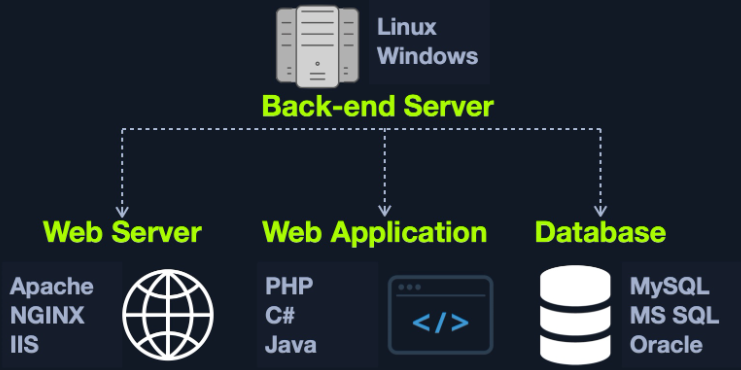 Linux
Windows
Back-end Server
Web Server
Web Application
Database
Apache
NGINX
IIS
PHP
C#
Java
</>
MySQL
MS SQL
Oracle